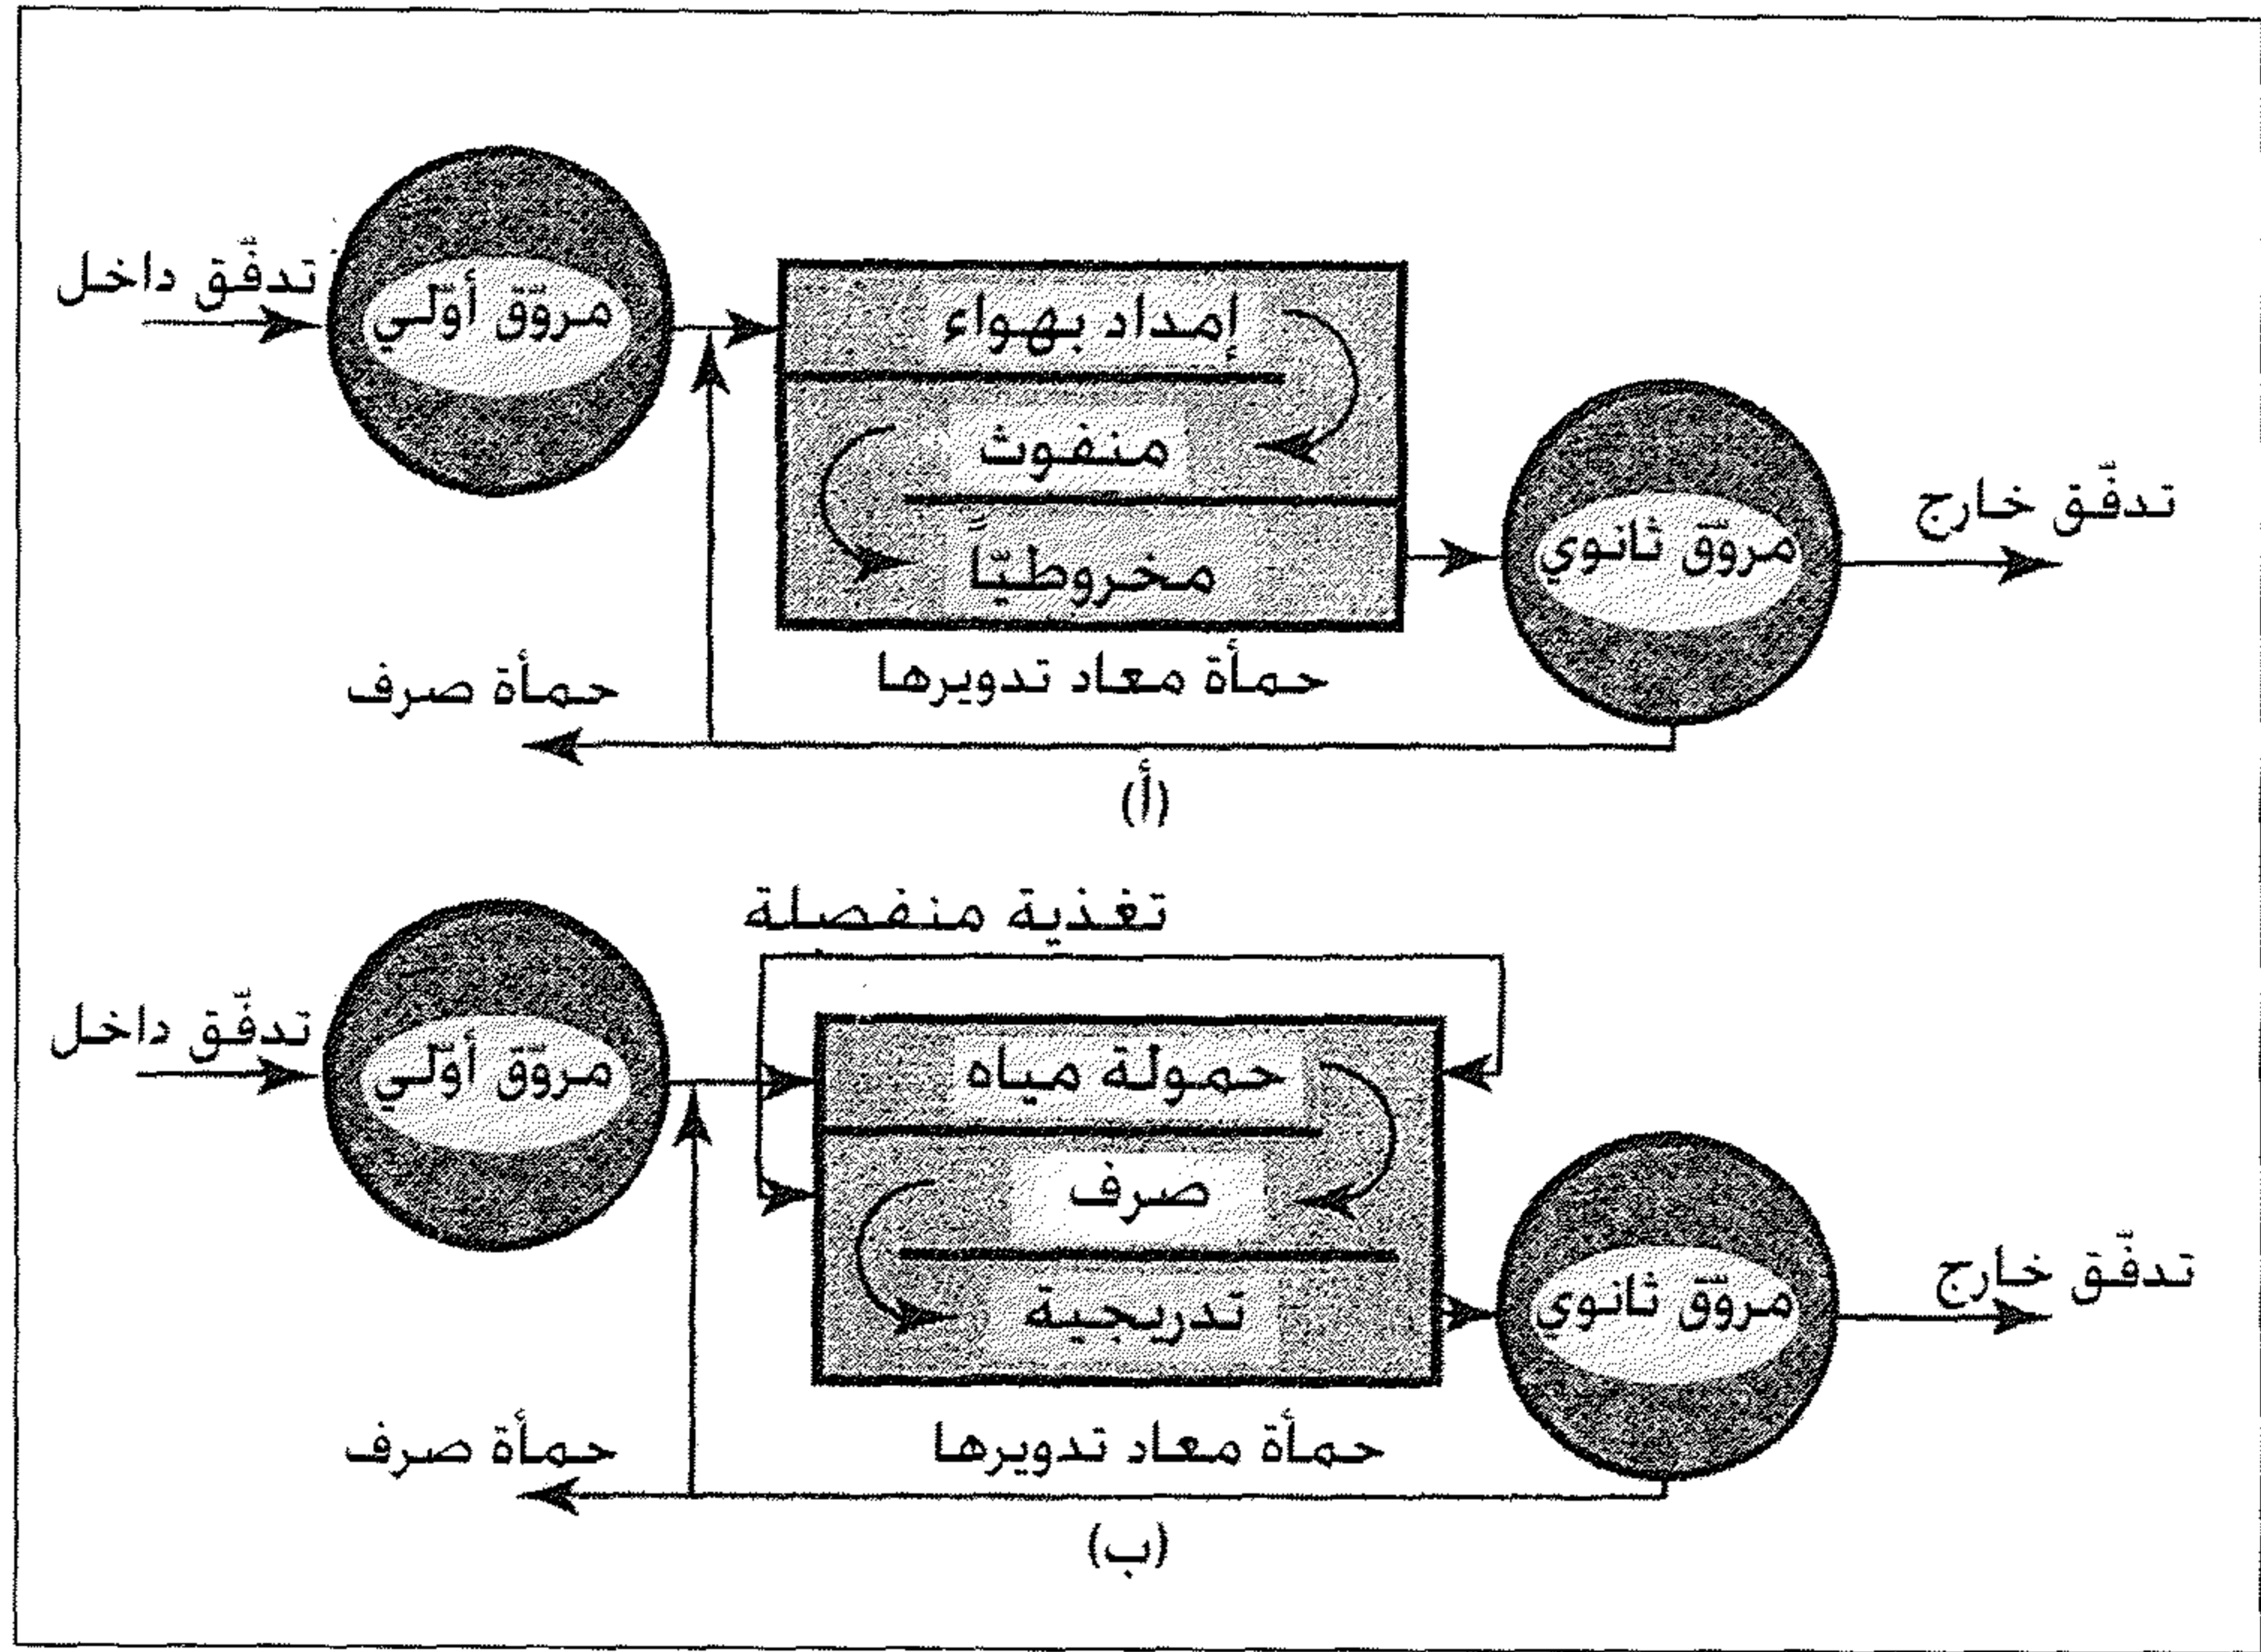 تدفّق داخل
مروّق أوّلي
إمداد بهواء
منفوث
مخروطيّاً
مروّق ثانوي
تدفّق خارج
حمأة معاد تدويرها
حمأة صرف
(أ)
تغذية منفصلة
تدفّق داخل
مروّق أوّلي
حمولة مياه
صرف
تدريجية
مروّق ثانوي
تدفّق خارج
حمأة معاد تدويرها
حمأة صرف
(ب)